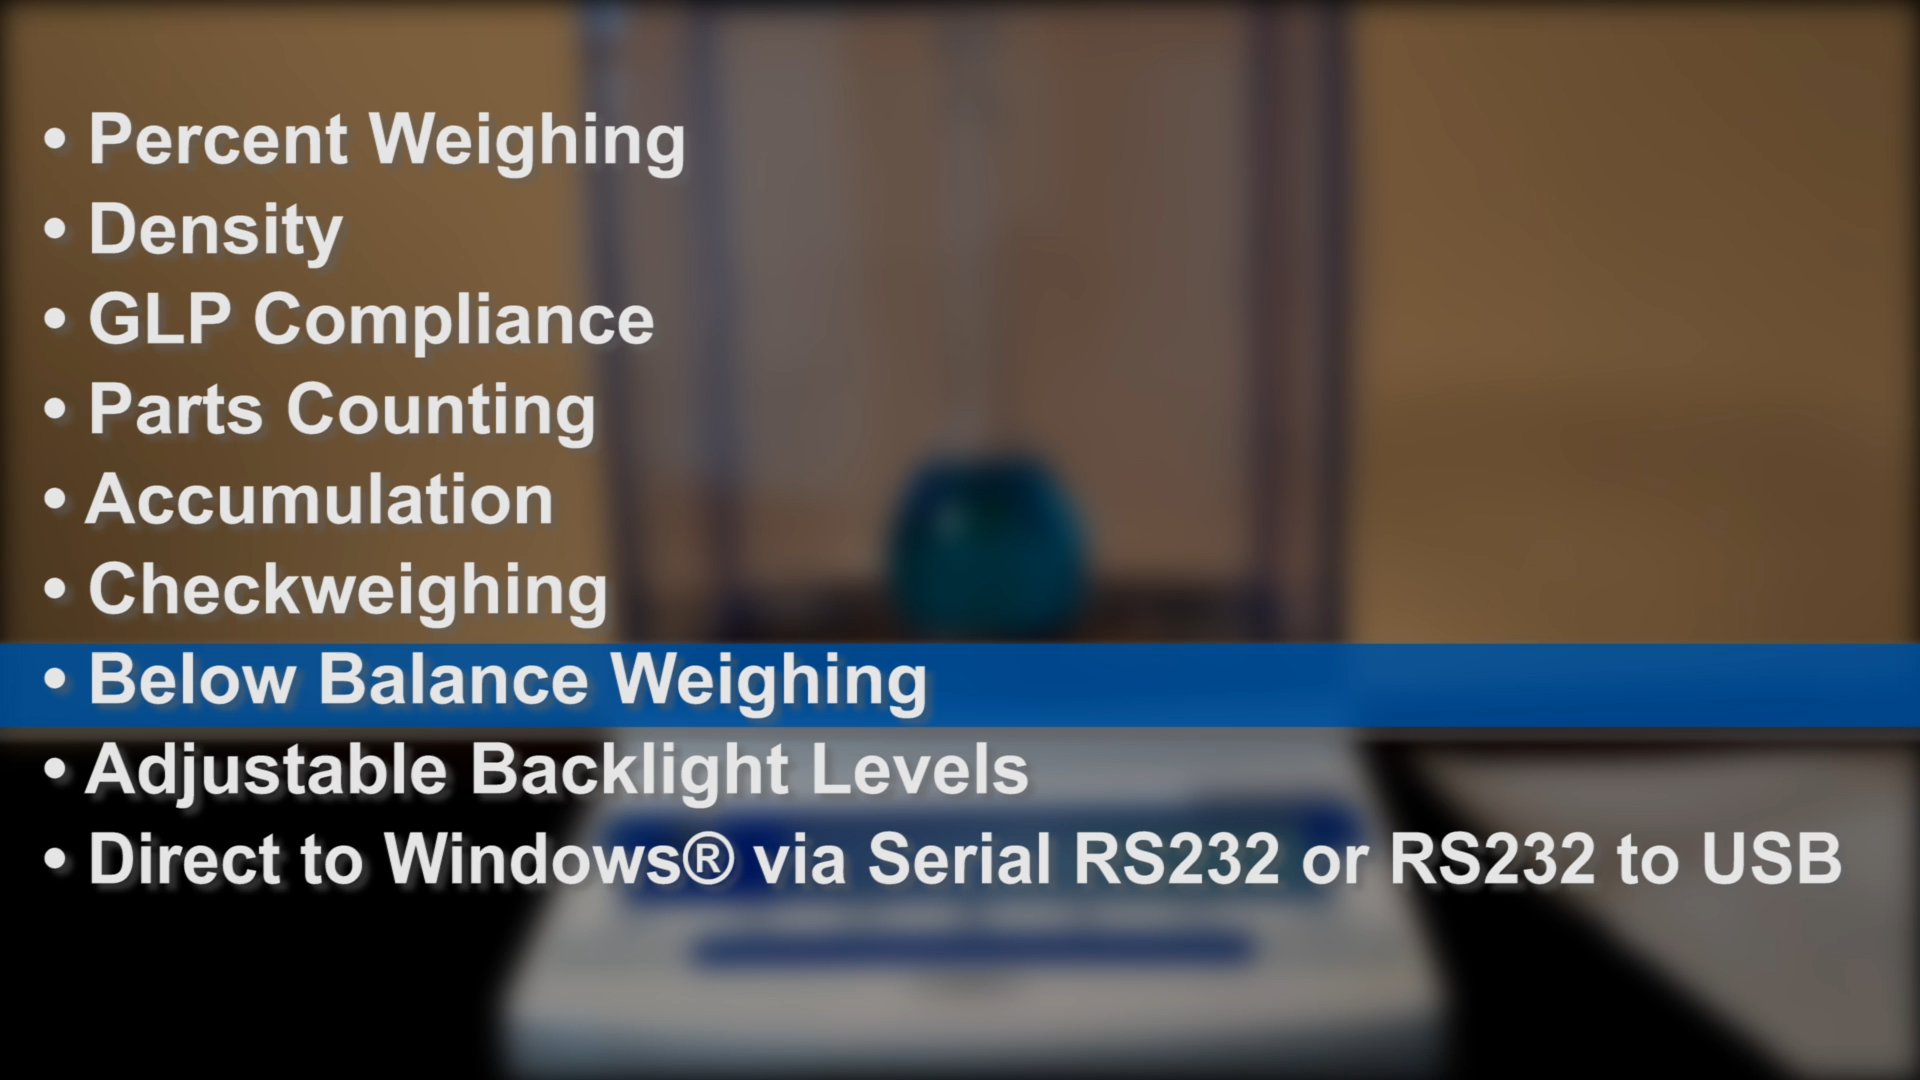 • Percent Weighing
• Density
• GLP Compliance
• Parts Counting
• Accumulation
• Checkweighing
• Below Balance Weighing
• Adjustable Backlight Levels
• Direct to Windows® via Serial RS232 or RS232 to USB